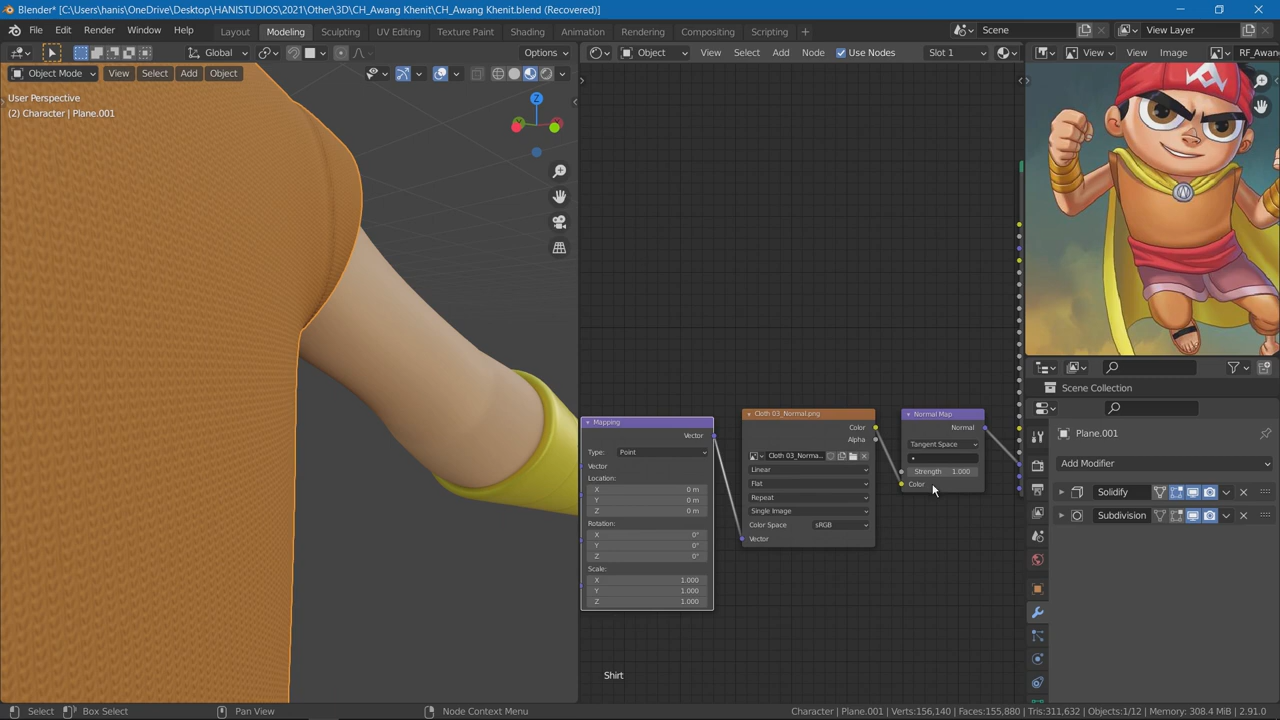 Blender* [C:\Users\hanis\OneDrive\Desktop\HANISTUDIOS\2021\Other\3D\CH_Awang Khenit\CH_Awang Khenit.blend (Recovered)]
File Edit Render Window Help Layout Modeling Sculpting UV Editing Texture Paint Shading Animation Rendering Compositing Scripting + Scene View Layer
Global Options Object View Select Add Node Use Nodes Slot 1 View View Image RF_Awan
Object Mode View Select Add Object
User Perspective
(2) Character | Plane.001
Z
Scene Collection
Plane.001
Add Modifier
Solidify
Subdivision
Mapping
Vector
Type: Point
Vector
Location:
X 0 m
Y 0 m
Z 0 m
Rotation:
X 0°
Y 0°
Z 0°
Scale:
X 1.000
Y 1.000
Z 1.000
Cloth 03_Normal.png
Color
Alpha
Cloth 03_Norma...
Linear
Flat
Repeat
Single Image
Color Space sRGB
Vector
Normal Map
Normal
Tangent Space
Strength 1.000
Color
Shirt
Select Box Select Pan View Node Context Menu Character | Plane.001 | Verts:156,140 | Faces:155,880 | Tris:311,632 | Objects:1/12 | Memory: 308.4 MiB | 2.91.0